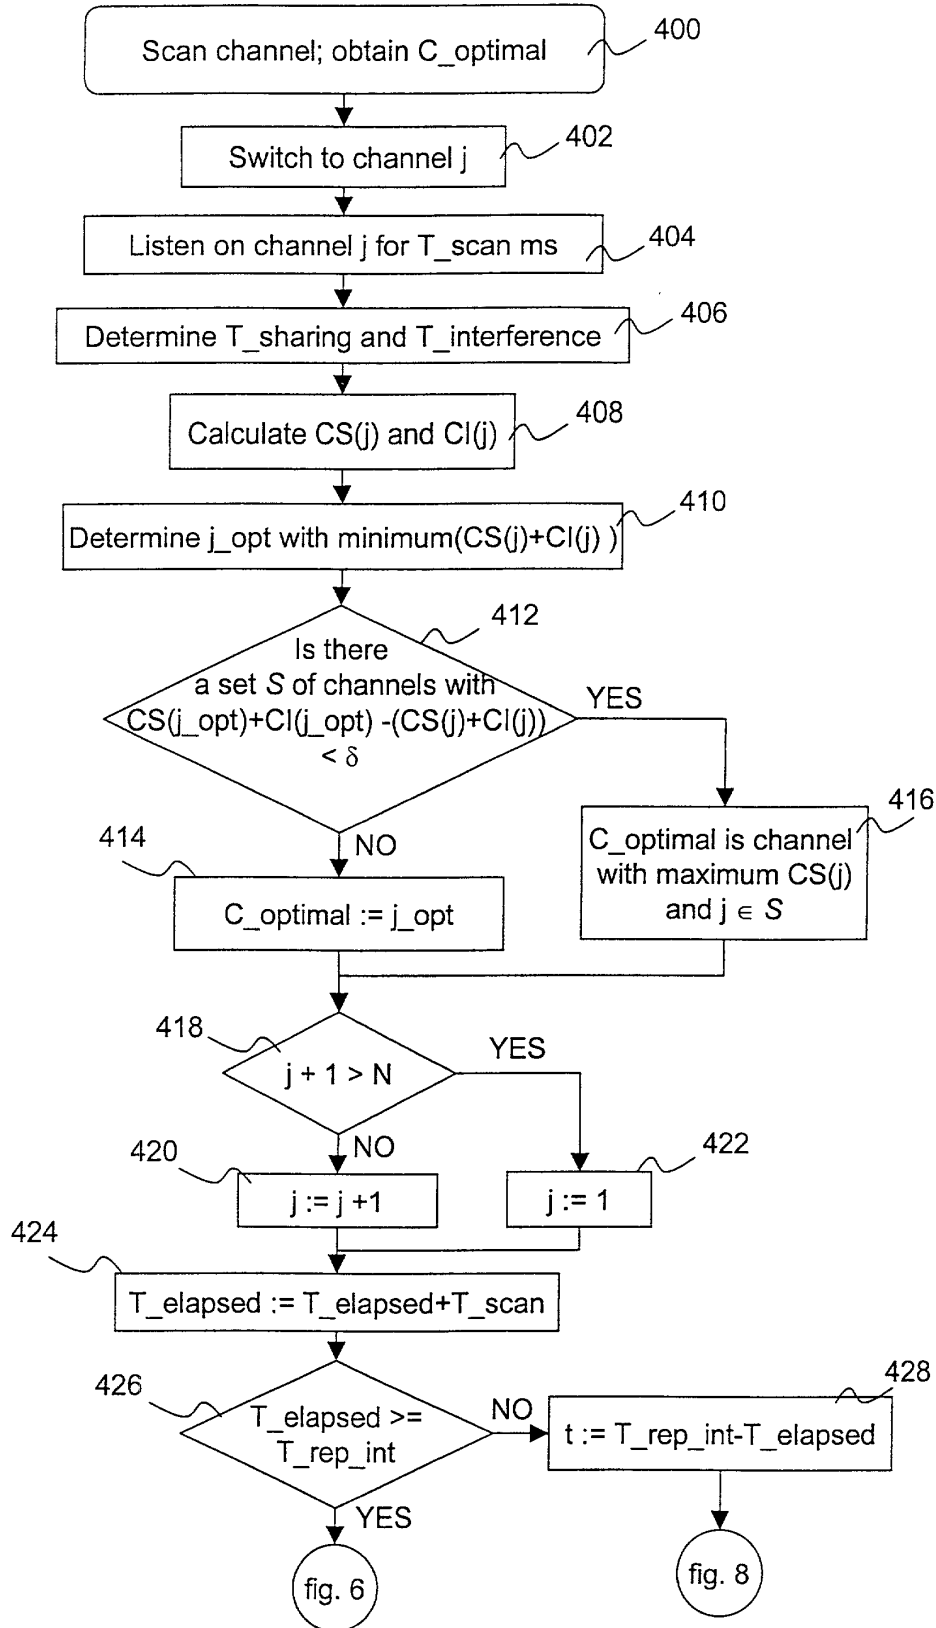 400
Scan channel; obtain C_optimal
402
Switch to channel j
Listen on channel j for T_scan ms
404
406
Determine T_sharing and T_interference
408
Calculate CS(j) and CI(j)
410
Determine j_opt with minimum(CS(j)+CI(j) )
412
Is there
a set S of channels with
CS(j_opt)+CI(j_opt) -(CS(j)+CI(j))
< δ
YES
416
C_optimal is channel
with maximum CS(j)
and j ∈ S
414
NO
C_optimal := j_opt
418
YES
j + 1 > N
NO
420
422
j := j +1
j := 1
424
T_elapsed := T_elapsed+T_scan
426
T_elapsed >=
T_rep_int
NO
428
t := T_rep_int-T_elapsed
YES
fig. 6
fig. 8